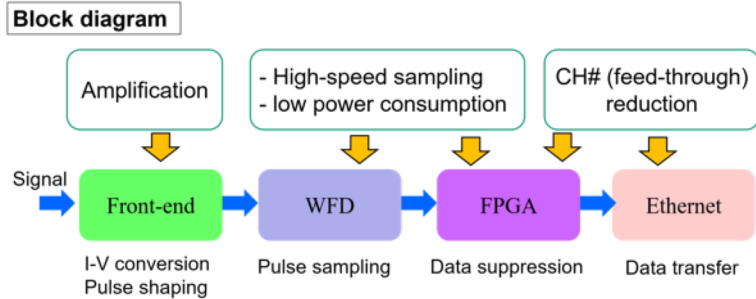 Block diagram
Amplification
- High-speed sampling
- low power consumption
CH# (feed-through)
reduction
Signal
Front-end
WFD
FPGA
Ethernet
I-V conversion
Pulse shaping
Pulse sampling
Data suppression
Data transfer